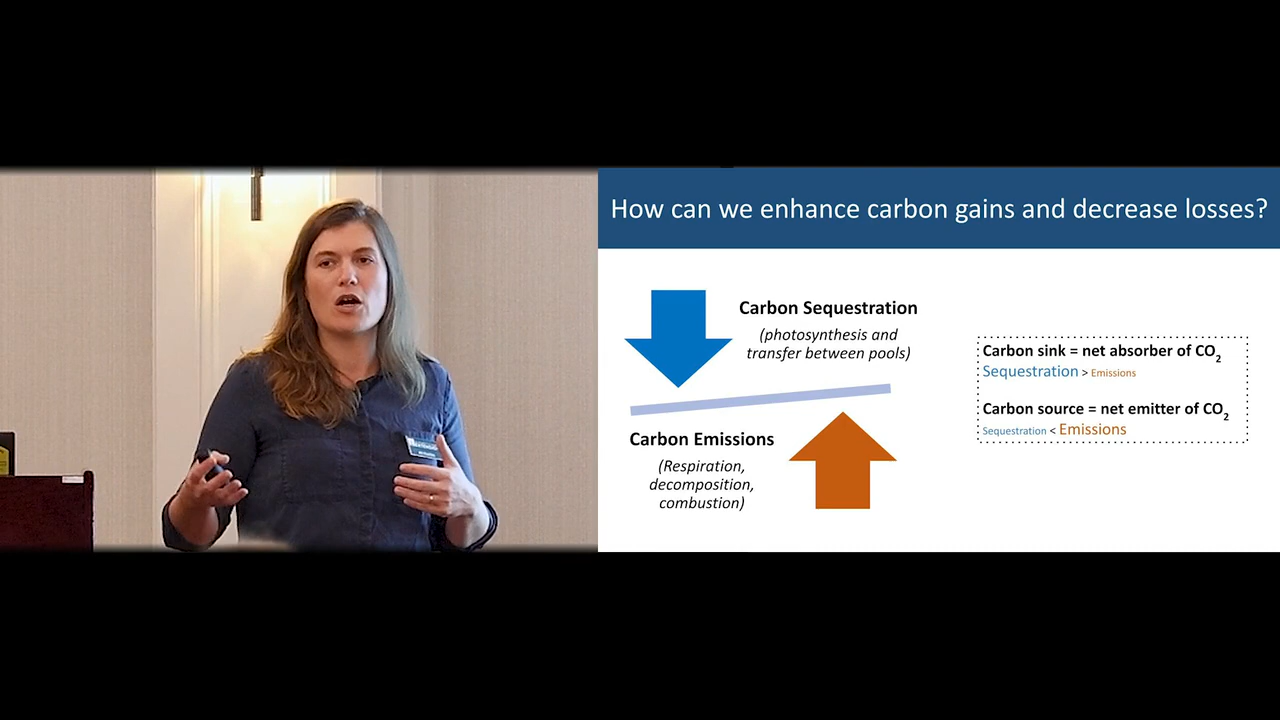 How can we enhance carbon gains and decrease losses?
Carbon Sequestration
(photosynthesis and
transfer between pools)
Carbon Emissions
(Respiration,
decomposition,
combustion)
Carbon sink = net absorber of CO2
Sequestration > Emissions
Carbon source = net emitter of CO2
Sequestration < Emissions